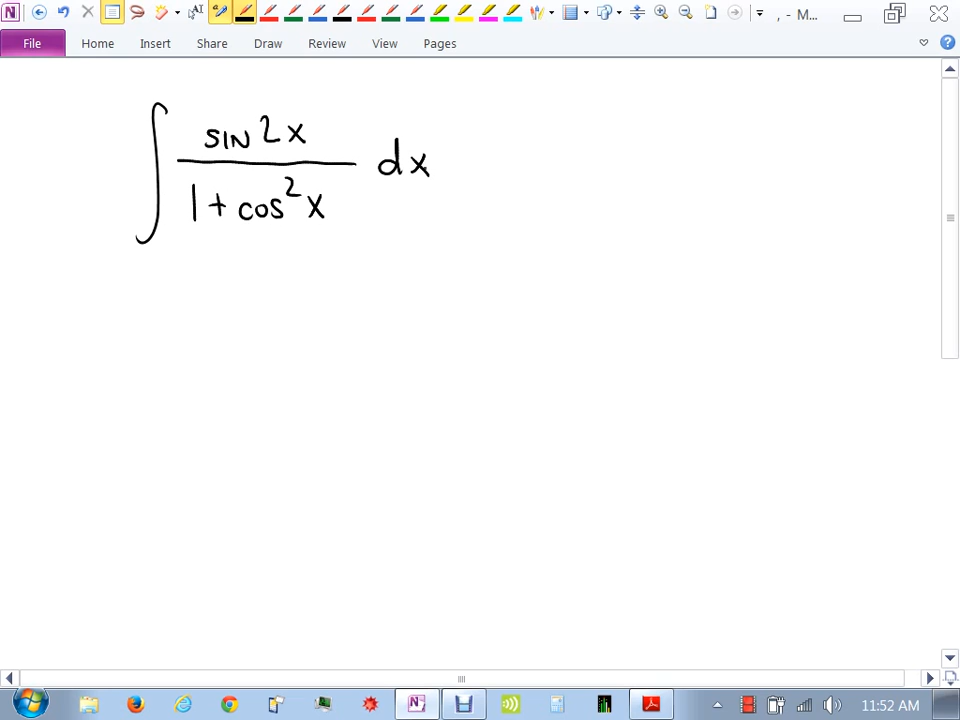 , - M...
File Home Insert Share Draw Review View Pages
∫ sin 2x / 1 + cos²x dx
11:52 AM